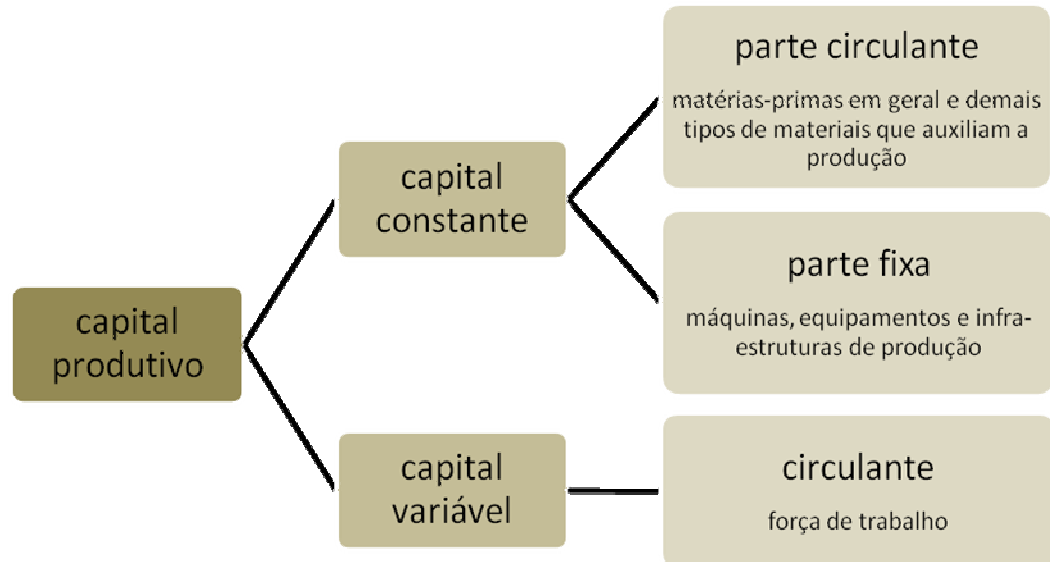 capital
produtivo
capital
constante
capital
variável
parte circulante
matérias-primas em geral e demais
tipos de materiais que auxiliam a
produção
parte fixa
máquinas, equipamentos e infra-
estruturas de produção
circulante
força de trabalho